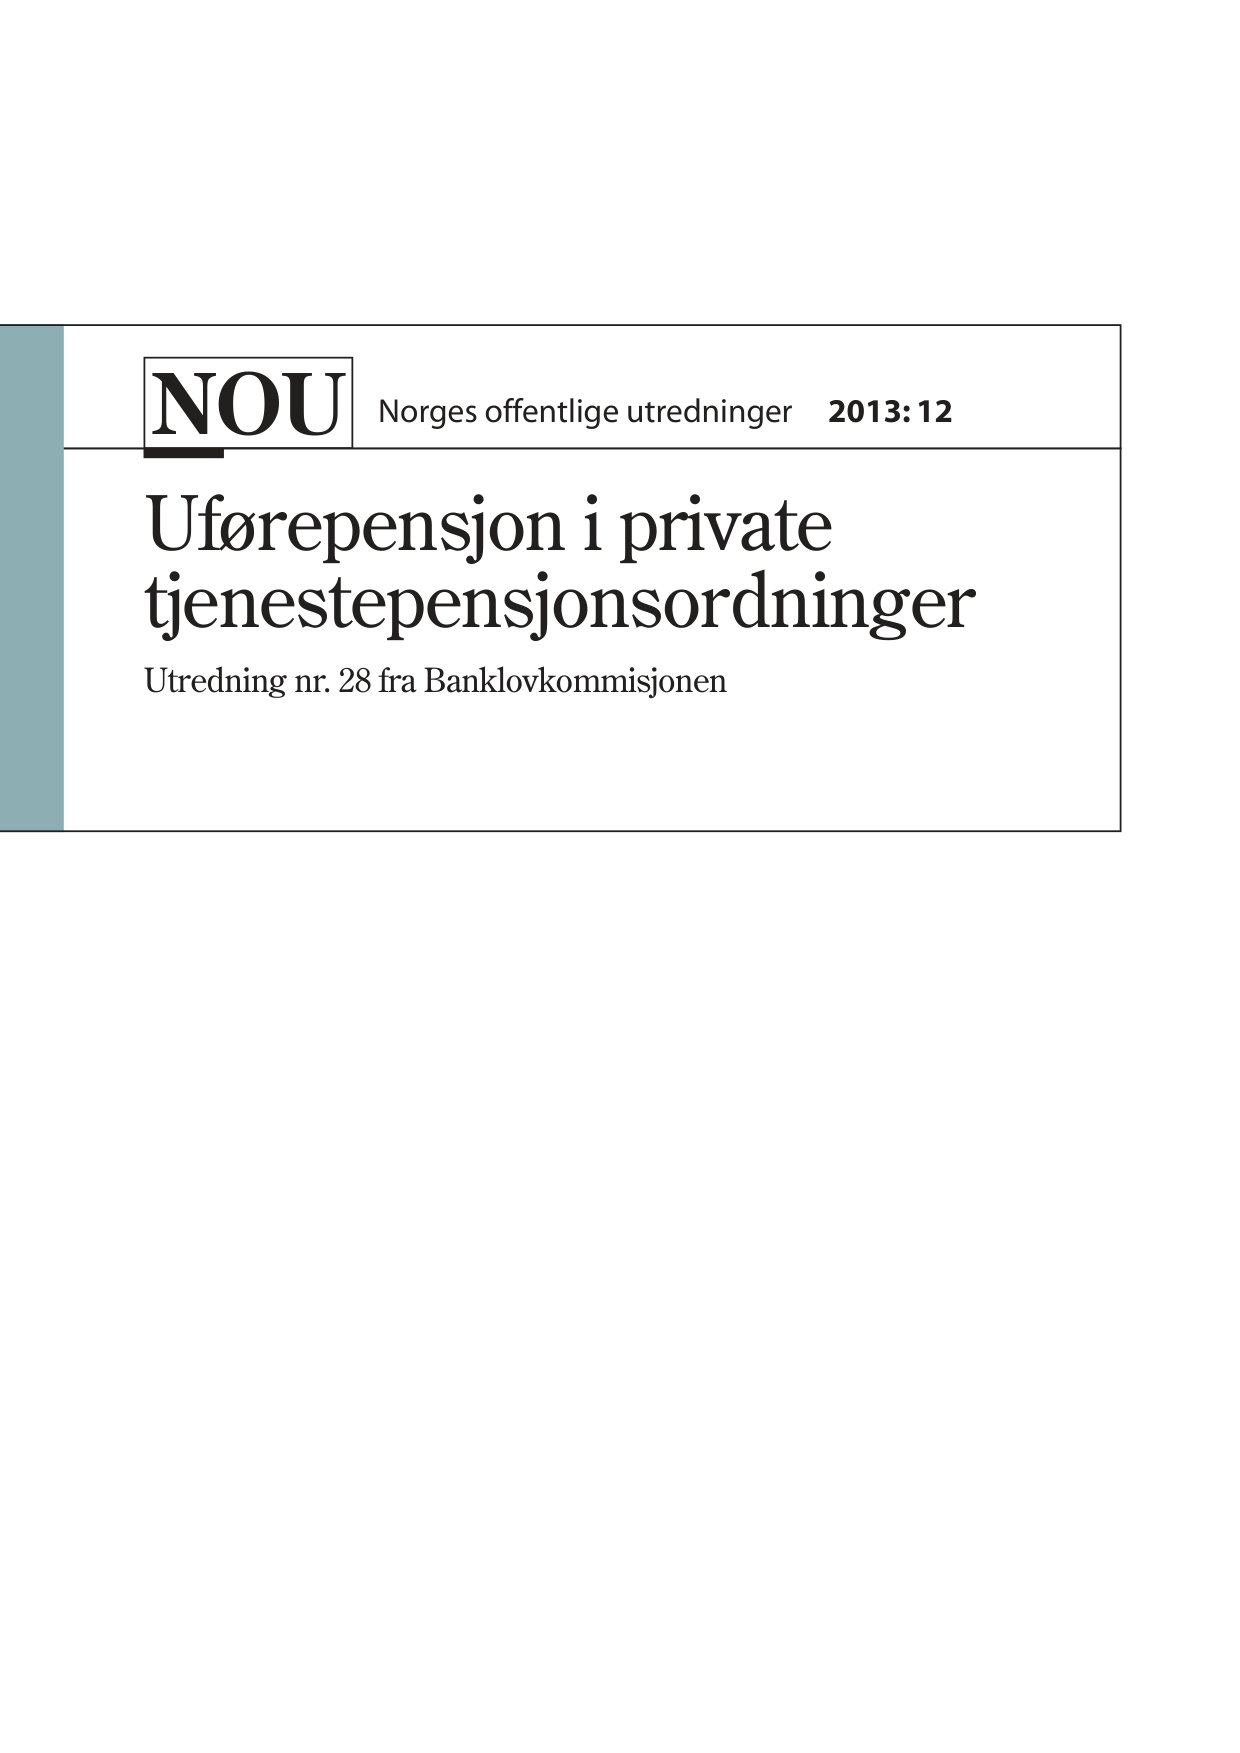 NOU Norges offentlige utredninger 2013: 12
Uførepensjon i private
tjenestepensjonsordninger
Utredning nr. 28 fra Banklovkommisjonen